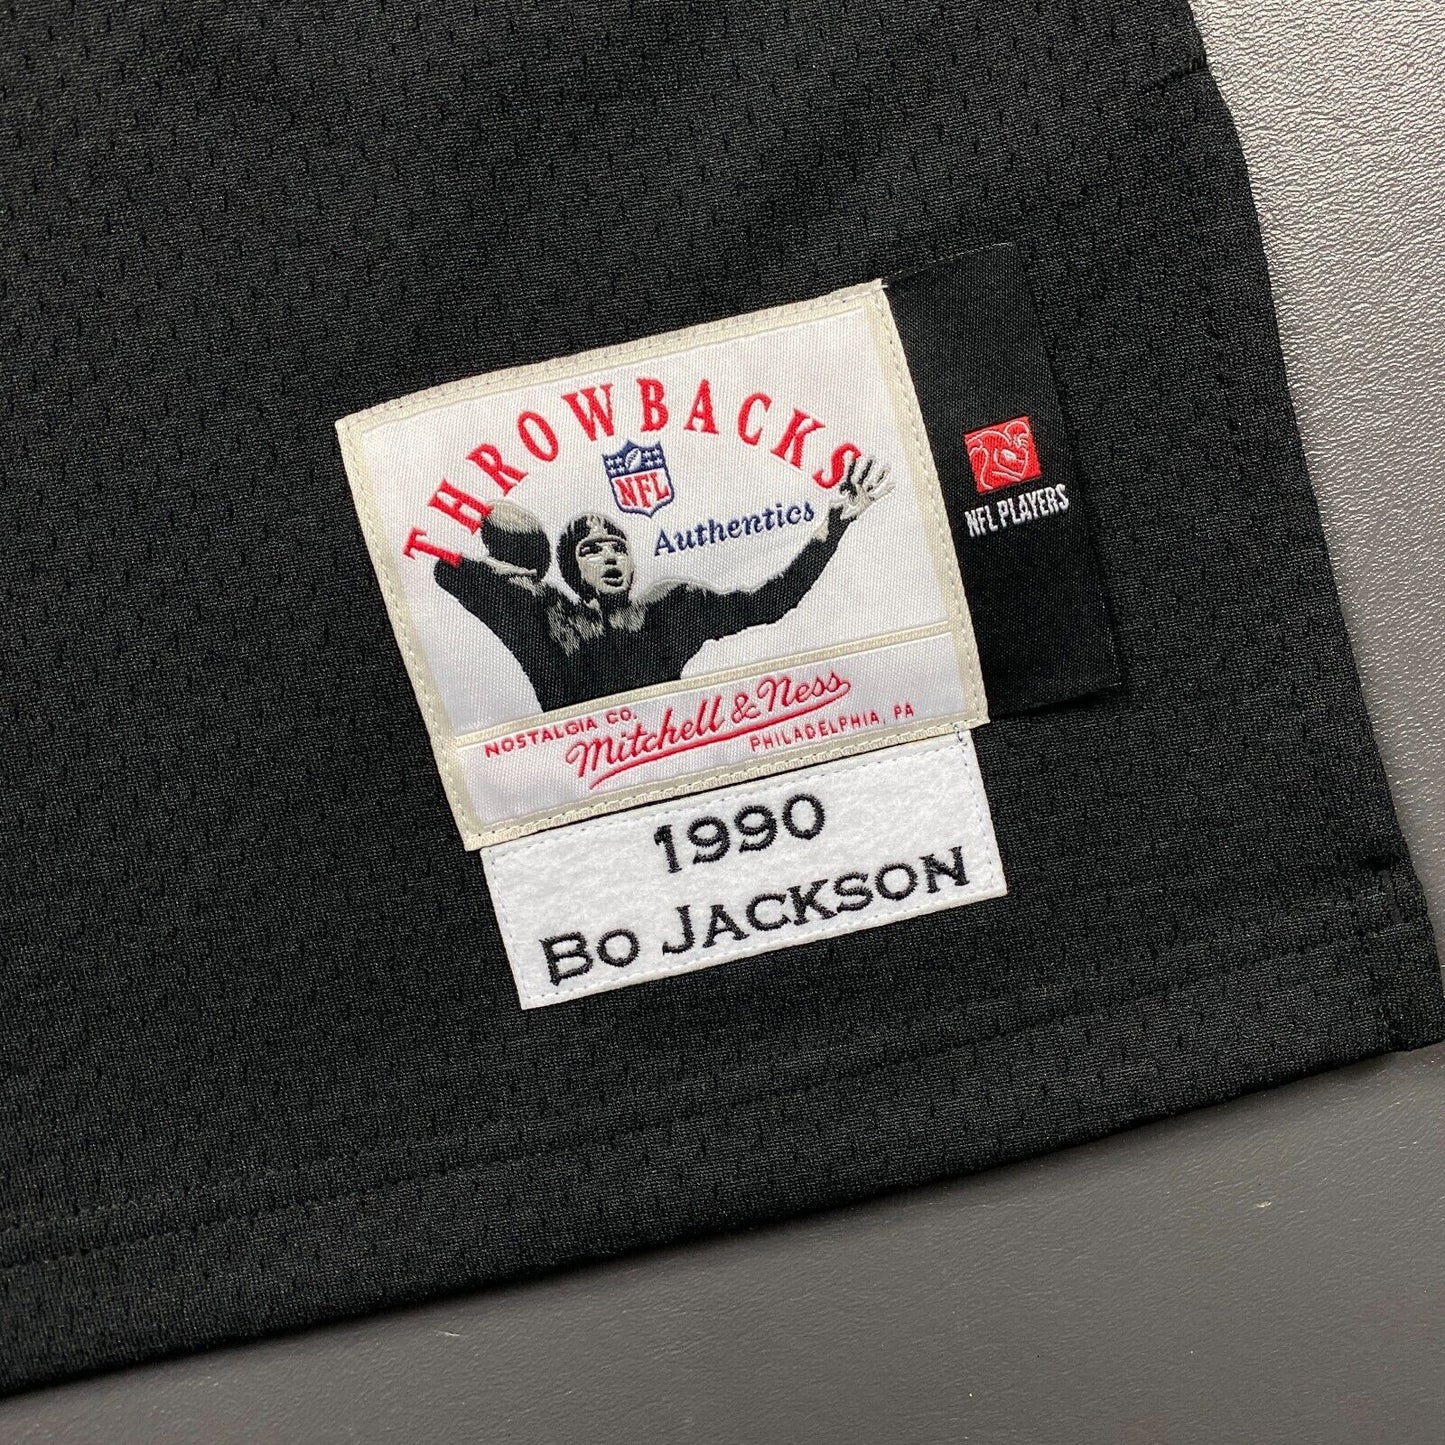 THROWBACKS
NFL
Authentics
NFL PLAYERS
NOSTALGIA CO.
Mitchell & Ness
PHILADELPHIA, PA
1990
BO JACKSON